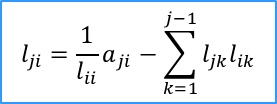 l_{ji} = \frac{1}{l_{ii}} a_{ji} - \sum_{k=1}^{j-1} l_{jk} l_{ik}